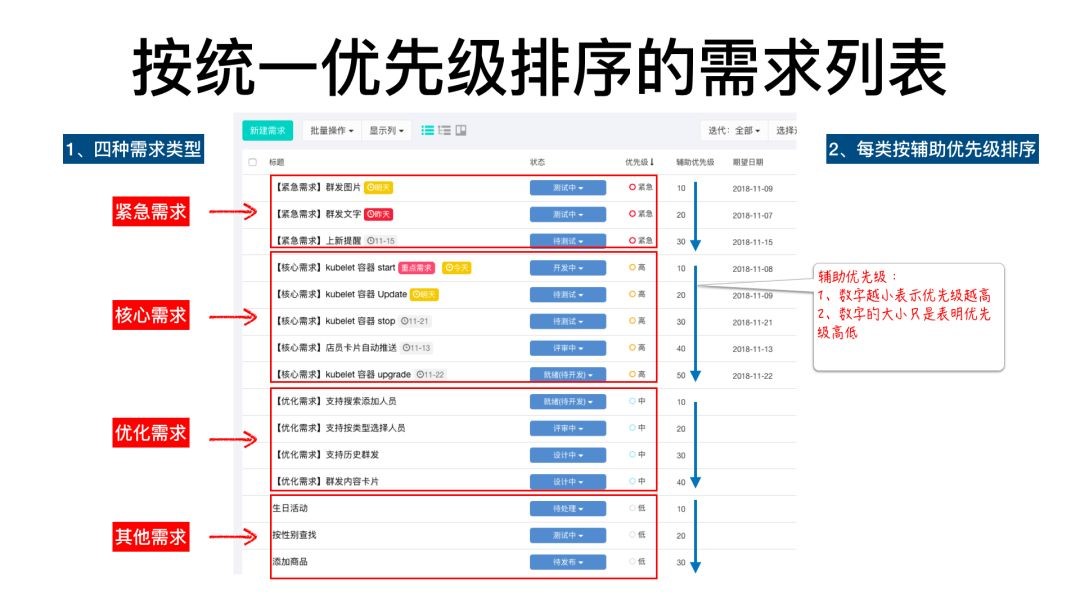 按统一优先级排序的需求列表
1、四种需求类型
2、每类按辅助优先级排序
新建需求 批量操作 显示列 迭代：全部
标题 状态 优先级 辅助优先级 期望日期
紧急需求
【紧急需求】群发图片 明天 测试中 紧急 10 2018-11-09
【紧急需求】群发文字 昨天 测试中 紧急 20 2018-11-07
【紧急需求】上新提醒 11-15 待测试 紧急 30 2018-11-15
核心需求
【核心需求】kubelet 容器 start 重点需求 今天 开发中 高 10 2018-11-08
【核心需求】kubelet 容器 Update 明天 待测试 高 20 2018-11-09
【核心需求】kubelet 容器 stop 11-21 待测试 高 30 2018-11-21
【核心需求】店员卡片自动推送 11-13 评审中 高 40 2018-11-13
【核心需求】kubelet 容器 upgrade 11-22 就绪(待开发) 高 50 2018-11-22
辅助优先级：
1、数字越小表示优先级越高
2、数字的大小只是表明优先
级高低
优化需求
【优化需求】支持搜索添加人员 就绪(待开发) 中 10
【优化需求】支持按类型选择人员 评审中 中 20
【优化需求】支持历史群发 设计中 中 30
【优化需求】群发内容卡片 设计中 中 40
其他需求
生日活动 待处理 低 10
按性别查找 测试中 低 20
添加商品 待发布 低 30